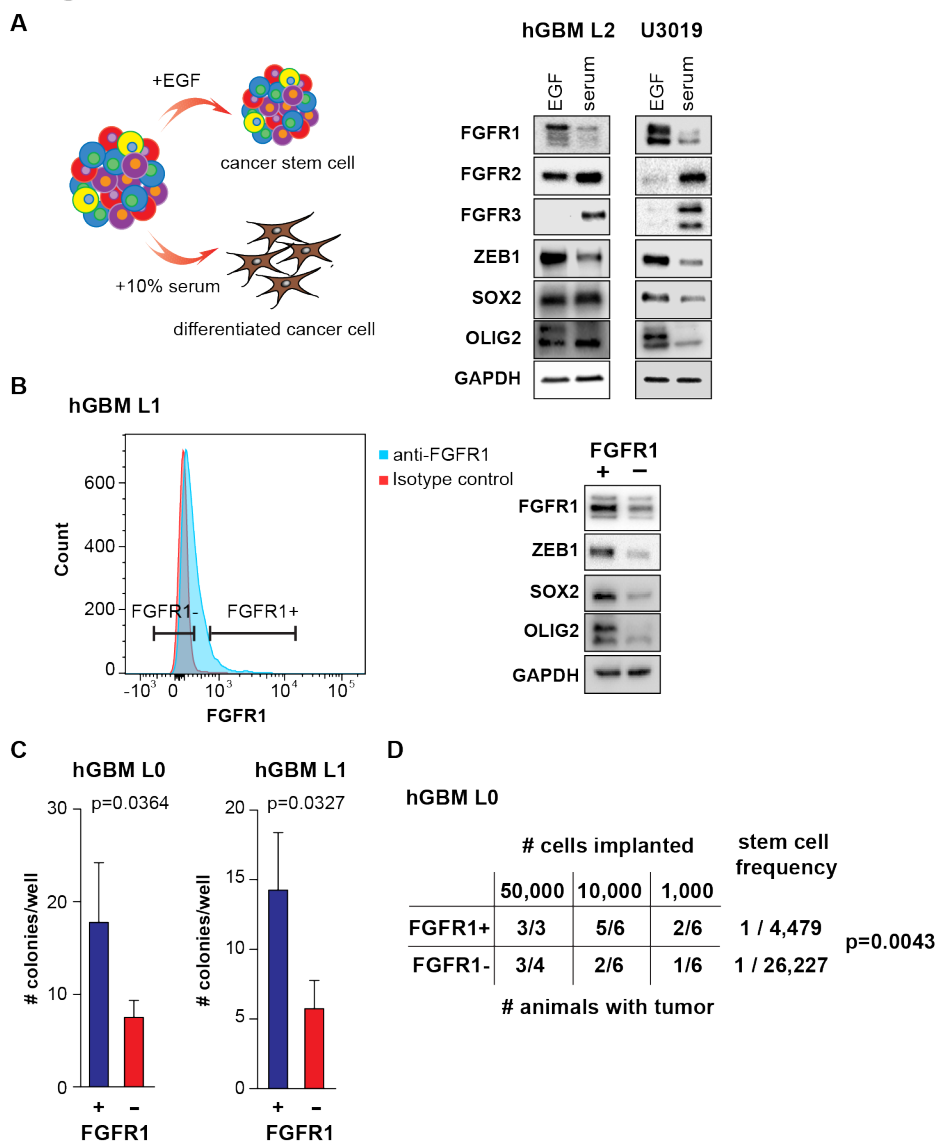 A
hGBM L2 U3019
+EGF
cancer stem cell
+10% serum
differentiated cancer cell
EGF serum EGF serum
FGFR1
FGFR2
FGFR3
ZEB1
SOX2
OLIG2
GAPDH
B
hGBM L1
anti-FGFR1
Isotype control
Count
600
400
200
0
FGFR1- FGFR1+
-10³ 0 10³ 10⁴ 10⁵
FGFR1
FGFR1
+ −
FGFR1
ZEB1
SOX2
OLIG2
GAPDH
C
hGBM L0
p=0.0364
# colonies/well
30
20
10
0
+ −
FGFR1
hGBM L1
p=0.0327
# colonies/well
20
15
10
5
0
+ −
FGFR1
D
hGBM L0
# cells implanted
stem cell
frequency
50,000 10,000 1,000
FGFR1+ 3/3 5/6 2/6 1 / 4,479
p=0.0043
FGFR1- 3/4 2/6 1/6 1 / 26,227
# animals with tumor